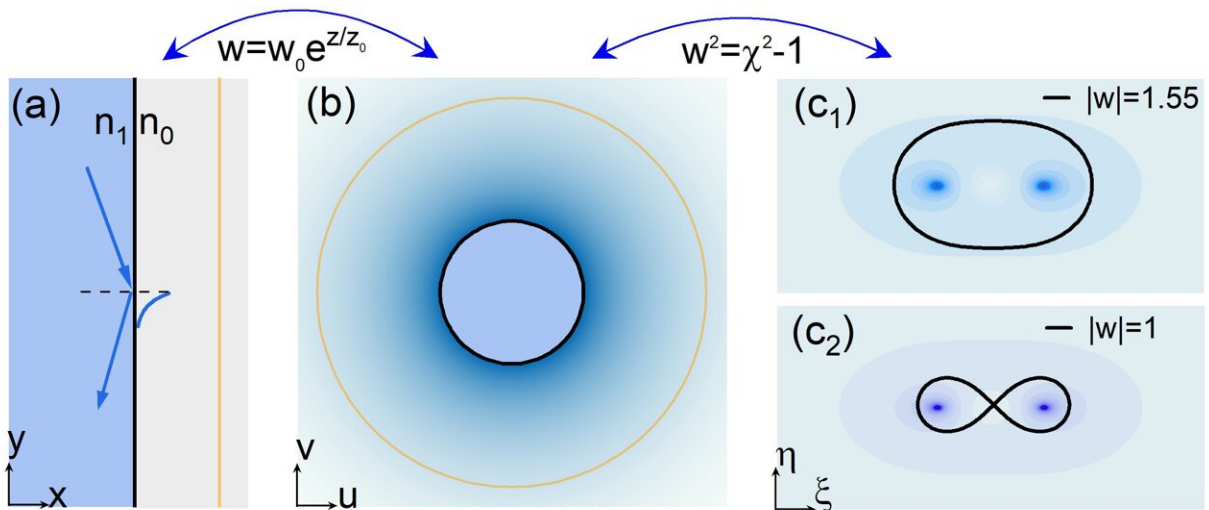 w=w₀e^{z/z₀}
w²=χ²-1
(a)
n₁ n₀
y
x
(b)
v
u
(c₁)
|w|=1.55
(c₂)
|w|=1
η
ξ